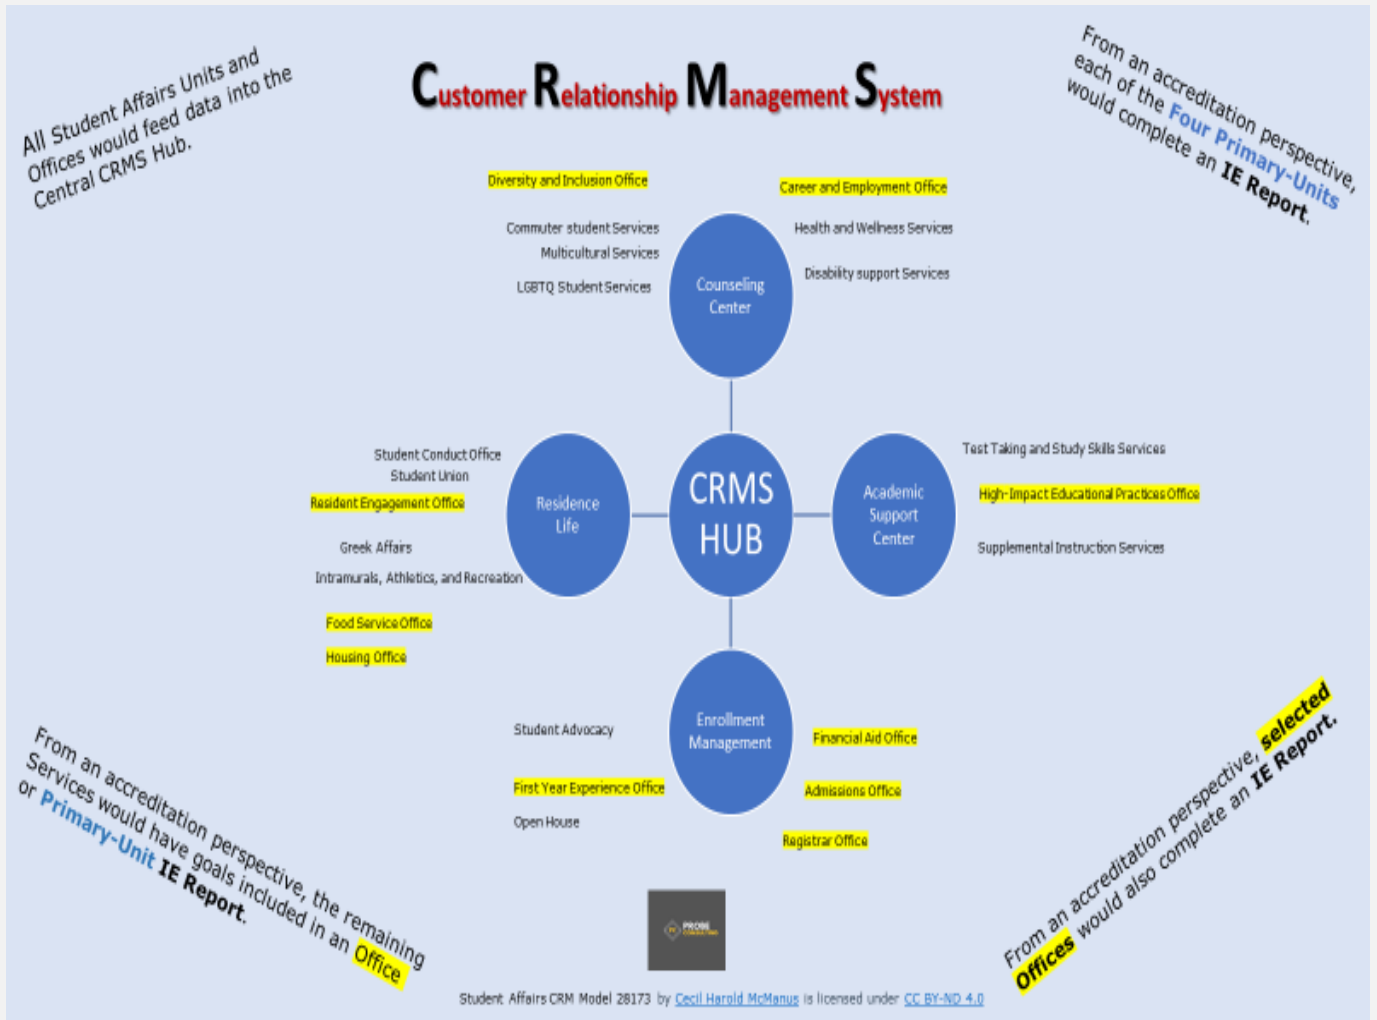 Customer Relationship Management System
All Student Affairs Units and
Offices would feed data into the
Central CRMS Hub.
From an accreditation perspective,
each of the Four Primary-Units
would complete an IE Report.
Diversity and Inclusion Office
Commuter student Services
Multicultural Services
LGBTQ Student Services
Career and Employment Office
Health and Wellness Services
Disability support Services
Counseling
Center
Student Conduct Office
Student Union
Resident Engagement Office
Greek Affairs
Intramurals, Athletics, and Recreation
Food Service Office
Housing Office
Residence
Life
CRMS
HUB
Academic
Support
Center
Test Taking and Study Skills Services
High-Impact Educational Practices Office
Supplemental Instruction Services
Student Advocacy
First Year Experience Office
Open House
Enrollment
Management
Financial Aid Office
Admissions Office
Registrar Office
From an accreditation perspective, the remaining
Services would have goals included in an Office
or Primary-Unit IE Report.
From an accreditation perspective, selected
Offices would also complete an IE Report.
PROBE
CONSULTING
Student Affairs CRM Model 28173 by Cecil Harold McManus is licensed under CC BY-ND 4.0